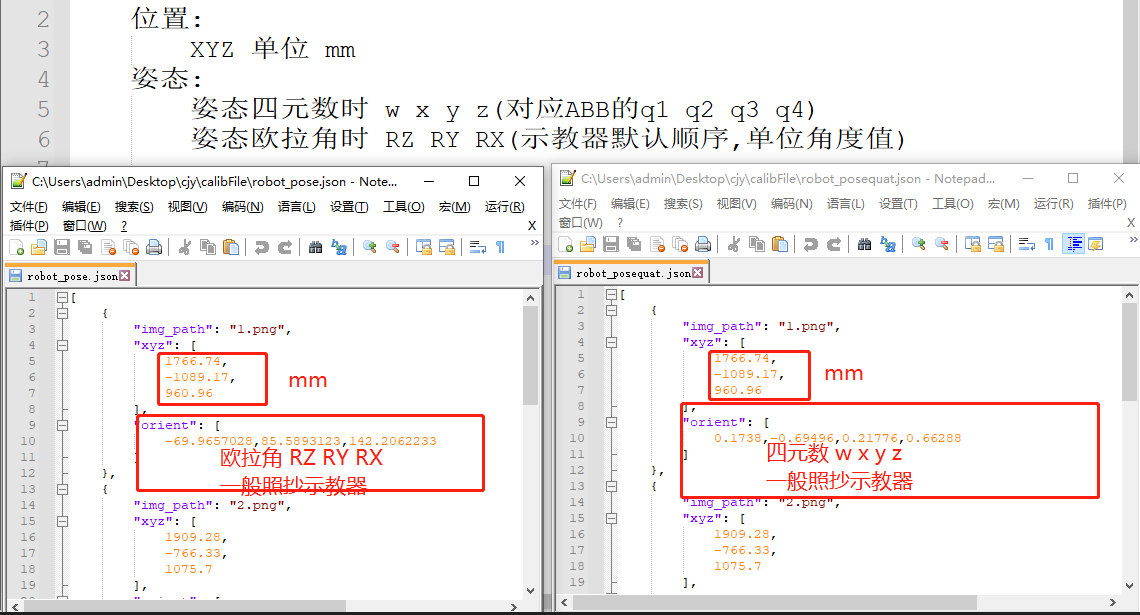 2 位置:
3 XYZ 单位 mm
4 姿态:
5 姿态四元数时 w x y z(对应ABB的q1 q2 q3 q4)
6 姿态欧拉角时 RZ RY RX(示教器默认顺序,单位角度值)
C:\Users\admin\Desktop\cjy\calibFile\robot_pose.json - Note...
文件(F) 编辑(E) 搜索(S) 视图(V) 编码(N) 语言(L) 设置(T) 工具(O) 宏(M) 运行(R)
插件(P) 窗口(W) ? X
robot_pose.json
1 [
2 {
3 "img_path": "1.png",
4 "xyz": [
5 1766.74,
6 -1089.17,
7 960.96
mm
8 ],
9 "orient": [
10 -69.9657028,85.5893123,142.2062233
11 ]
欧拉角 RZ RY RX
一般照抄示教器
12 },
13 {
14 "img_path": "2.png",
15 "xyz": [
16 1909.28,
17 -766.33,
18 1075.7
19 ],
C:\Users\admin\Desktop\cjy\calibFile\robot_posequat.json - Notepad...
文件(F) 编辑(E) 搜索(S) 视图(V) 编码(N) 语言(L) 设置(T) 工具(O) 宏(M) 运行(R) 插件(P)
窗口(W) ? X
robot_posequat.json
1 [
2 {
3 "img_path": "1.png",
4 "xyz": [
5 1766.74,
6 -1089.17,
7 960.96
mm
8 ],
9 "orient": [
10 0.1738,-0.69496,0.21776,0.66288
11 ]
四元数 w x y z
一般照抄示教器
12 },
13 {
14 "img_path": "2.png",
15 "xyz": [
16 1909.28,
17 -766.33,
18 1075.7
19 ],